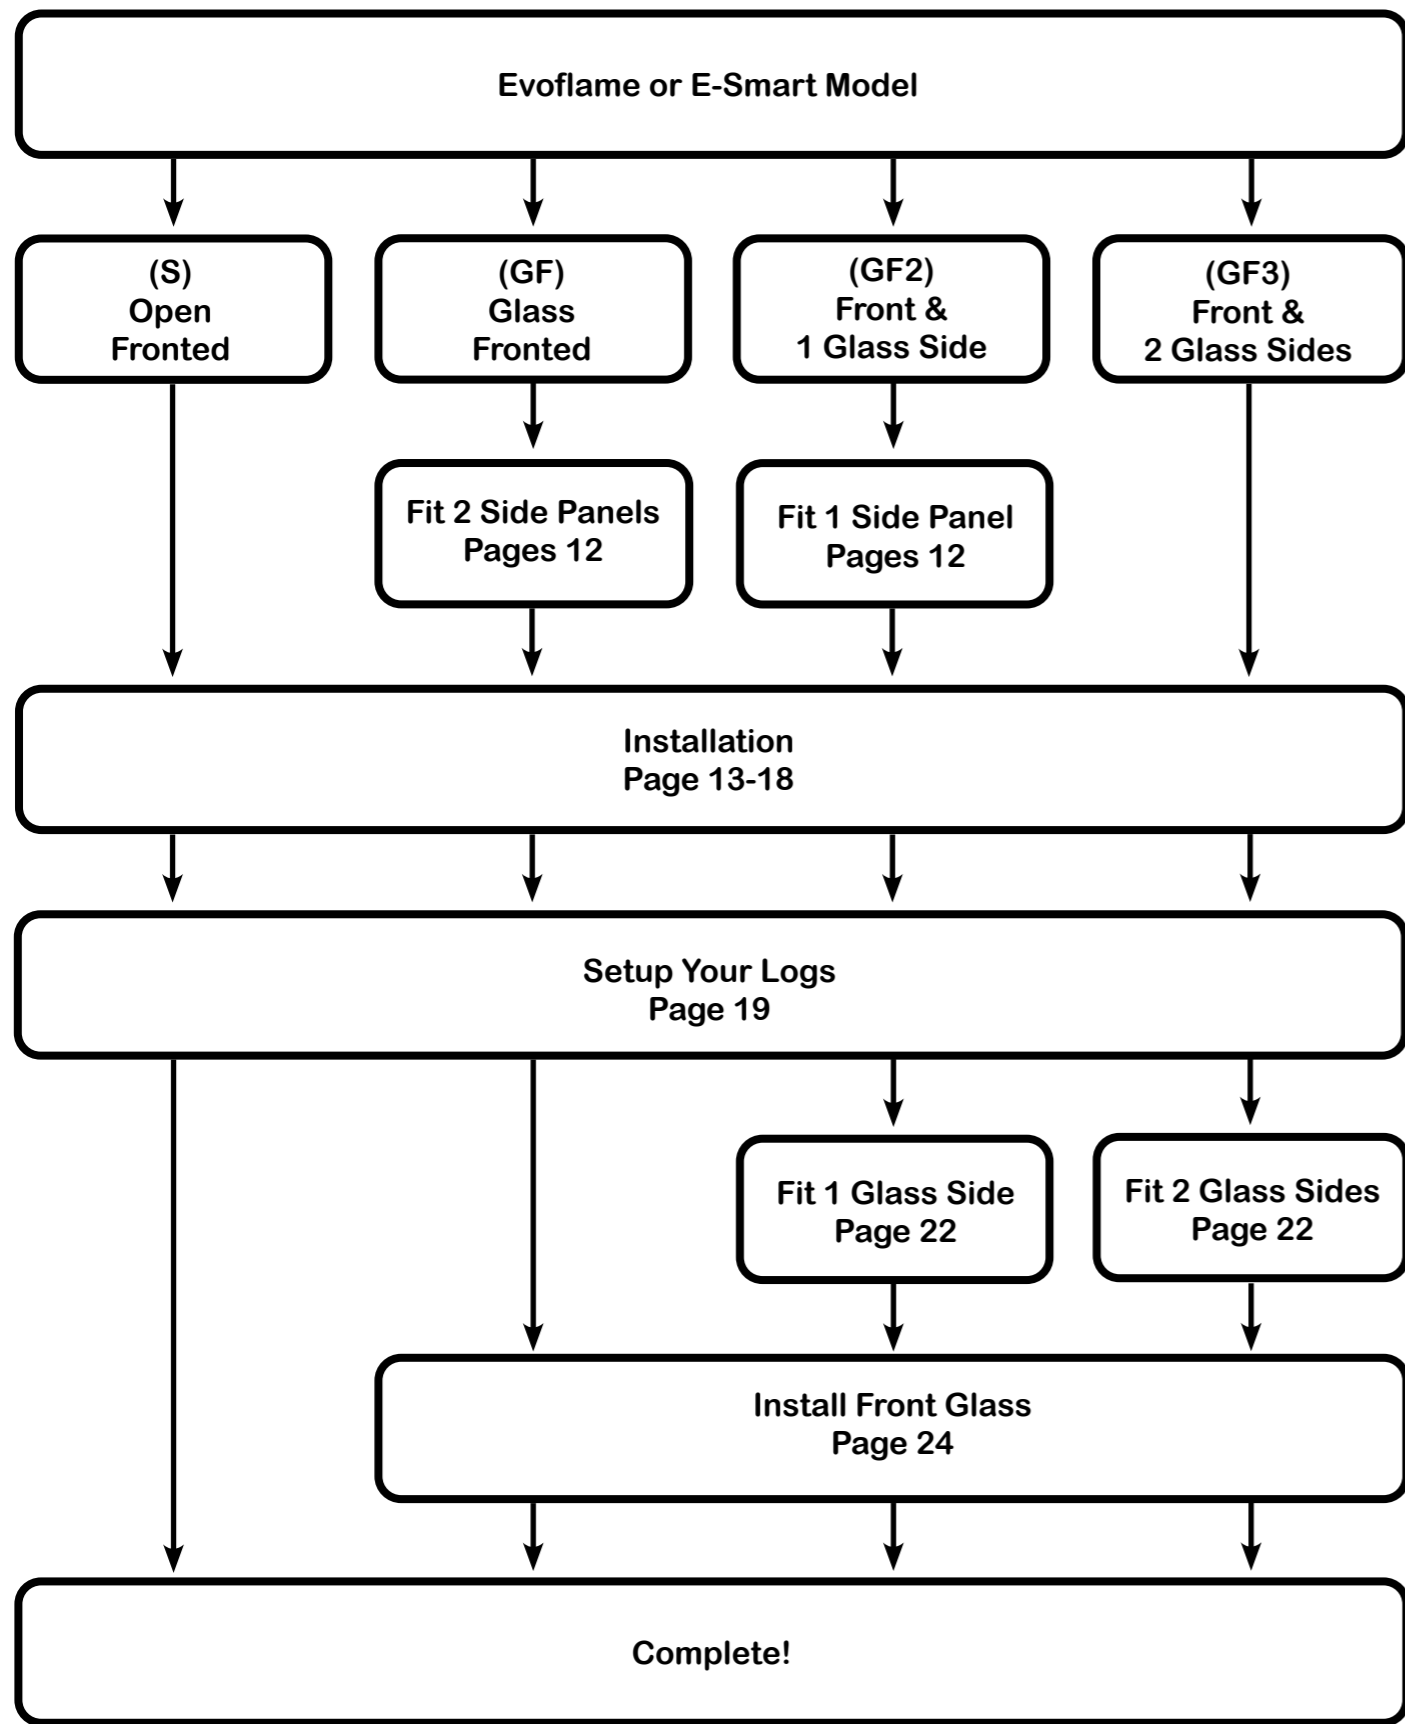 Evoflame or E-Smart Model
(S)
Open
Fronted
(GF)
Glass
Fronted
(GF2)
Front &
1 Glass Side
(GF3)
Front &
2 Glass Sides
Fit 2 Side Panels
Pages 12
Fit 1 Side Panel
Pages 12
Installation
Page 13-18
Setup Your Logs
Page 19
Fit 1 Glass Side
Page 22
Fit 2 Glass Sides
Page 22
Install Front Glass
Page 24
Complete!